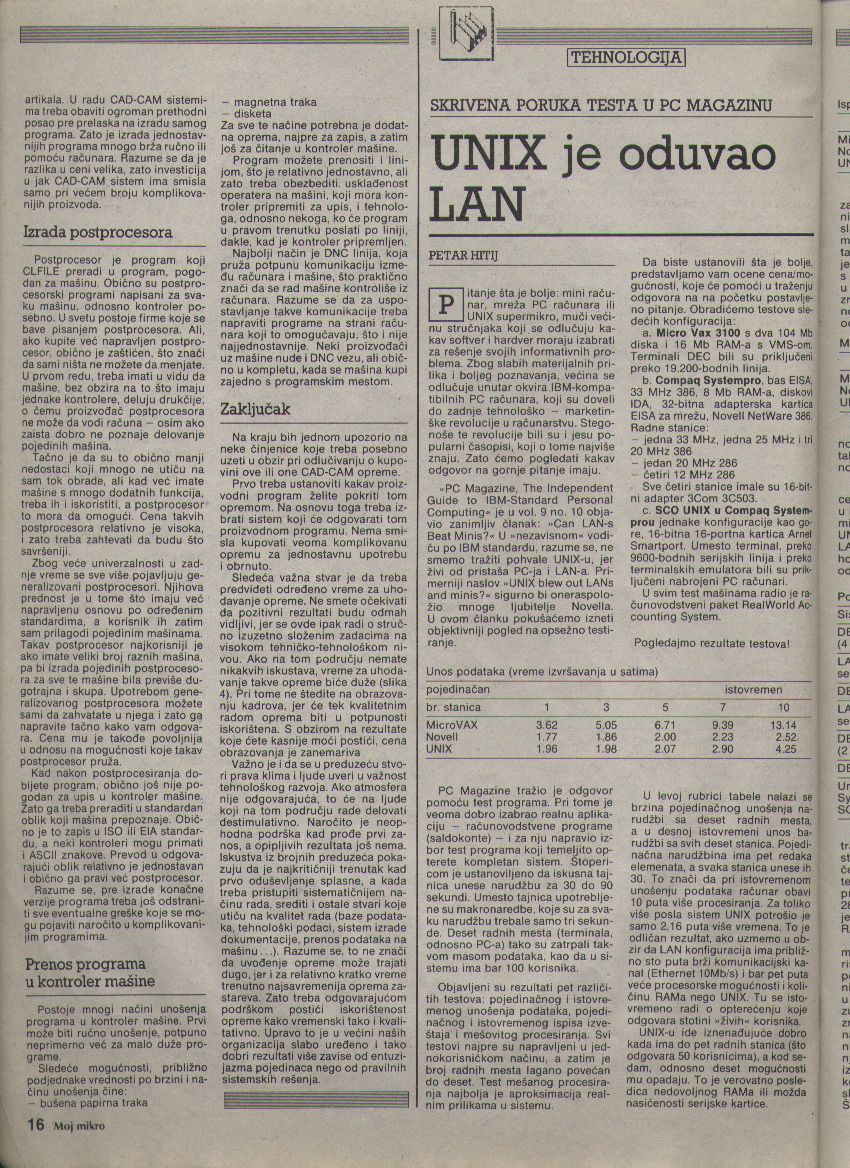 artikala. U radu CAD-CAM sistemi-
ma treba obaviti ogroman prethodni
posao pre prelaska na izradu samog
programa. Zato je izrada jednostav-
nijih programa mnogo brža ručno ili
pomoću računara. Razume se da je
razlika u ceni velika, zato investicija
u jak CAD-CAM sistem ima smisla
samo pri većem broju komplikova-
nijih proizvoda.
Izrada postprocesora
Postprocesor je program koji
CLFILE preradi u program, pogo-
dan za mašinu. Obično su postpro-
cesorski programi napisani za sva-
ku mašinu, odnosno kontroler po-
sebno. U svetu postoje firme koje se
bave pisanjem postprocesora. Ali,
ako kupite već napravljen postpro-
cesor, obično je zaštićen, što znači
da sami ništa ne možete da menjate.
U prvom redu, treba imati u vidu da
mašine, bez obzira na to što imaju
jednake kontrolere, deluju drukčije,
o čemu proizvođač postprocesora
ne može da vodi računa – osim ako
zaista dobro ne poznaje delovanje
pojedinih mašina.
Tačno je da su to obično manji
nedostaci koji mnogo ne utiču na
sam tok obrade, ali kad već imate
mašine s mnogo dodatnih funkcija,
treba ih i iskoristiti, a postprocesor
to mora da omogući. Cena takvih
postprocesora relativno je visoka,
i zato treba zahtevati da budu što
savršeniji.
Zbog veće univerzalnosti u zad-
nje vreme se sve više pojavljuju ge-
neralizovani postprocesori. Njihova
prednost je u tome što imaju već
napravljenu osnovu po određenim
standardima, a korisnik ih zatim
sam prilagodi pojedinim mašinama.
Takav postprocesor najkorisniji je
ako imate veliki broj raznih mašina,
pa bi izrada pojedinih postproceso-
ra za sve te mašine bila previše du-
gotrajna i skupa. Upotrebom gene-
ralizovanog postprocesora možete
sami da zahvatate u njega i zato ga
napravite tačno kako vam odgova-
ra. Cena mu je takođe povoljnija
u odnosu na mogućnosti koje takav
postprocesor pruža.
Kad nakon postprocesiranja do-
bijete program, obično još nije po-
godan za upis u kontroler mašine.
Zato ga treba preraditi u standardan
oblik koji mašina prepoznaje. Obič-
no je to zapis u ISO ili EIA standar-
du, a neki kontroleri mogu primati
i ASCII znakove. Prevod u odgova-
rajući oblik relativno je jednostavan
i obično ga pravi već postprocesor.
Razume se, pre izrade konačne
verzije programa treba još odstrani-
ti sve eventualne greške koje se mo-
gu pojaviti naročito u komplikovani-
jim programima.
Prenos programa
u kontroler mašine
Postoje mnogi načini unošenja
programa u kontroler mašine. Prvi
može biti ručno unošenje, potpuno
neprimerno već za malo duže pro-
grame.
Sledeće mogućnosti, približno
podjednake vrednosti po brzini i na-
činu unošenja čine:
– bušena papirna traka
16 Moj mikro
– magnetna traka
– disketa
Za sve te načine potrebna je dodat-
na oprema, najpre za zapis, a zatim
još za čitanje u kontroler mašine.
Program možete prenositi i lini-
jom, što je relativno jednostavno, ali
zato treba obezbediti. usklađenost
operatera na mašini, koji mora kon-
troler pripremiti za upis, i tehnolo-
ga, odnosno nekoga, ko će program
u pravom trenutku poslati po liniji,
dakle, kad je kontroler pripremljen.
Najbolji način je DNC linija, koja
pruža potpunu komunikaciju izme-
đu računara i mašine, što praktično
znači da se rad mašine kontroliše iz
računara. Razume se da za uspo-
stavljanje takve komunikacije treba
napraviti programe na strani raču-
nara koji to omogućavaju, što i nije
najjednostavnije. Neki proizvođači
uz mašine nude i DNC vezu, ali obič-
no u kompletu, kada se mašina kupi
zajedno s programskim mestom.
Zaključak
Na kraju bih jednom upozorio na
neke činjenice koje treba posebno
uzeti u obzir pri odlučivanju o kupo-
vini ove ili one CAD-CAM opreme.
Prvo treba ustanoviti kakav proiz-
vodni program želite pokriti tom
opremom. Na osnovu toga treba iz-
brati sistem koji će odgovarati tom
proizvodnom programu. Nema smi-
sla kupovati veoma komplikovanu
opremu za jednostavnu upotrebu
i obrnuto.
Sledeća važna stvar je da treba
predvideti određeno vreme za uho-
davanje opreme. Ne smete očekivati
da pozitivni rezultati budu odmah
vidljivi, jer se ovde ipak radi o struč-
no izuzetno složenim zadacima na
visokom tehničko-tehnološkom ni-
vou. Ako na tom području nemate
nikakvih iskustava, vreme za uhoda-
vanje takve opreme biće duže (slika
4). Pri tome ne štedite na obrazova-
nju kadrova, jer će tek kvalitetnim
radom oprema biti u potpunosti
iskorištena. S obzirom na rezultate
koje ćete kasnije moći postići, cena
obrazovanja je zanemariva
Važno je i da se u preduzeću stvo-
ri prava klima i ljude uveri u važnost
tehnološkog razvoja. Ako atmosfera
nije odgovarajuća, to će na ljude
koji na tom području rade delovati
destimulativno. Naročito je neop-
hodna podrška kad prođe prvi za-
nos, a opipljivih rezultata još nema.
Iskustva iz brojnih preduzeća poka-
zuju da je najkritičniji trenutak kad
prvo oduševljenje splasne, a kada
treba pristupiti sistematičnijem na-
činu rada, srediti i ostale stvari koje
utiču na kvalitet rada (baze podata-
ka, tehnološki podaci, sistem izrade
dokumentacije, prenos podataka na
mašinu . . .). Razume se, to ne znači
da uvođenje opreme može trajati
dugo, jer i za relativno kratko vreme
trenutno najsavremenija oprema za-
stareva. Zato treba odgovarajućom
podrškom postići iskorištenost
opreme kako vremenski tako i kvali-
tativno. Upravo to je u većini naših
organizacija slabo uređeno i tako
dobri rezultati više zavise od entuzi-
jazma pojedinaca nego od pravilnih
sistemskih rešenja.
TEHNOLOGIJA
SKRIVENA PORUKA TESTA U PC MAGAZINU
UNIX je oduvao
LAN
PETAR HITIJ
Pitanje šta je bolje: mini raču-
nar, mreža PC računara ili
UNIX supermikro, muči veći-
nu stručnjaka koji se odlučuju ka-
kav softver i hardver moraju izabrati
za rešenje svojih informativnih pro-
blema. Zbog slabih materijalnih pri-
lika i boljeg poznavanja, većina se
odlučuje unutar okvira IBM-kompa-
tibilnih PC računara, koji su doveli
do zadnje tehnološko – marketin-
ške revolucije u računarstvu. Stego-
noše te revolucije bili su i jesu po-
pularni časopisi, koji o tome najviše
znaju. Zato ćemo pogledati kakav
odgovor na gornje pitanje imaju.
»PC Magazine, The Independent
Guide to IBM-Standard Personal
Computing« je u vol. 9 no. 10 obja-
vio zanimljiv članak: »Can LAN-s
Beat Minis?« U »nezavisnom« vodi-
ču po IBM standardu, razume se, ne
smemo tražiti pohvale UNIX-u, jer
živi od pristaša PC-ja i LAN-a. Pri-
merniji naslov »UNIX blew out LANs
and minis?« sigurno bi oneraspolo-
žio mnoge ljubitelje Novella.
U ovom članku pokušaćemo izneti
objektivniji pogled na opsežno testi-
ranje.
Da biste ustanovili šta je bolje,
predstavljamo vam ocene cena/mo-
gućnosti, koje će pomoći u traženju
odgovora na na početku postavlje-
no pitanje. Obradićemo testove sle-
dećih konfiguracija:
a. Micro Vax 3100 s dva 104 Mb
diska i 16 Mb RAM-a s VMS-om.
Terminali DEC bili su priključeni
preko 19.200-bodnih linija.
b. Compaq Systempro, bas EISA,
33 MHz 386, 8 Mb RAM-a, diskovi
IDA, 32-bitna adapterska kartica
EISA za mrežu, Novell NetWare 386.
Radne stanice:
– jedna 33 MHz, jedna 25 MHz i tri
20 MHz 386
– jedan 20 MHz 286
– četiri 12 MHz 286
Sve četiri stanice imale su 16-bit-
ni adapter 3Com 3C503.
c. SCO UNIX u Compaq System-
prou jednake konfiguracije kao go-
re, 16-bitna 16-portna kartica Arnel
Smartport. Umesto terminal, preko
9600-bodnih serijskih linija i preko
terminalskih emulatora bili su prik-
ljučeni nabrojeni PC računari.
U svim test mašinama radio je ra-
čunovodstveni paket RealWorld Ac-
counting System.
Pogledajmo rezultate testova!
Unos podataka (vreme izvršavanja u satima)
pojedinačan istovremen
br. stanica 1 3 5 7 10
MicroVAX 3.62 5.05 6.71 9.39 13.14
Novell 1.77 1.86 2.00 2.23 2.52
UNIX 1.96 1.98 2.07 2.90 4.25
PC Magazine tražio je odgovor
pomoću test programa. Pri tome je
veoma dobro izabrao realnu aplika-
ciju – računovodstvene programe
(saldokonte) – i za nju napravio iz-
bor test programa koji temeljito op-
terete kompletan sistem. Štoperi-
com je ustanovljeno da iskusna taj-
nica unese narudžbu za 30 do 90
sekundi. Umesto tajnica upotreblje-
ne su makronaredbe, koje su za sva-
ku narudžbu trebale samo tri sekun-
de. Deset radnih mesta (terminala,
odnosno PC-a) tako su zatrpali tak-
vom masom podataka, kao da u si-
stemu ima bar 100 korisnika.
Objavljeni su rezultati pet različi-
tih testova: pojedinačnog i istovre-
menog unošenja podataka, pojedi-
načnog i istovremenog ispisa izve-
štaja i mešovitog procesiranja. Svi
testovi najpre su napravljeni u jed-
nokorisničkom načinu, a zatim je
broj radnih mesta lagano povećan
do deset. Test mešanog procesira-
nja najbolja je aproksimacija real-
nim prilikama u sistemu.
U levoj rubrici tabele nalazi se
brzina pojedinačnog unošenja na-
rudžbi sa deset radnih mesta,
a u desnoj istovremeni unos ba-
rudžbi sa svih deset stanica. Pojedi-
načna narudžbina ima pet redaka
elemenata, a svaka stanica unese ih
30. To znači da pri istovremenom
unošenju podataka računar obavi
10 puta više procesiranja. Za toliko
više posla sistem UNIX potrošio je
samo 2,16 puta više vremena. To je
odličan rezultat, ako uzmemo u ob-
zir da LAN konfiguracija ima približ-
no sto puta brži komunikacijski ka-
nal (Ethernet 10Mb/s) i bar pet puta
veće procesorske mogućnosti i koli-
činu RAMa nego UNIX. Tu se isto-
vremeno radi o opterećenju koje
odgovara stotini »živih« korisnika.
UNIX-u ide iznenađujuće dobro
kada ima do pet radnih stanica (što
odgovara 50 korisnicima), a kod se-
dam, odnosno deset mogućnosti
mu opadaju. To je verovatno posle-
dica nedovoljnog RAMa ili možda
nasićenosti serijske kartice.